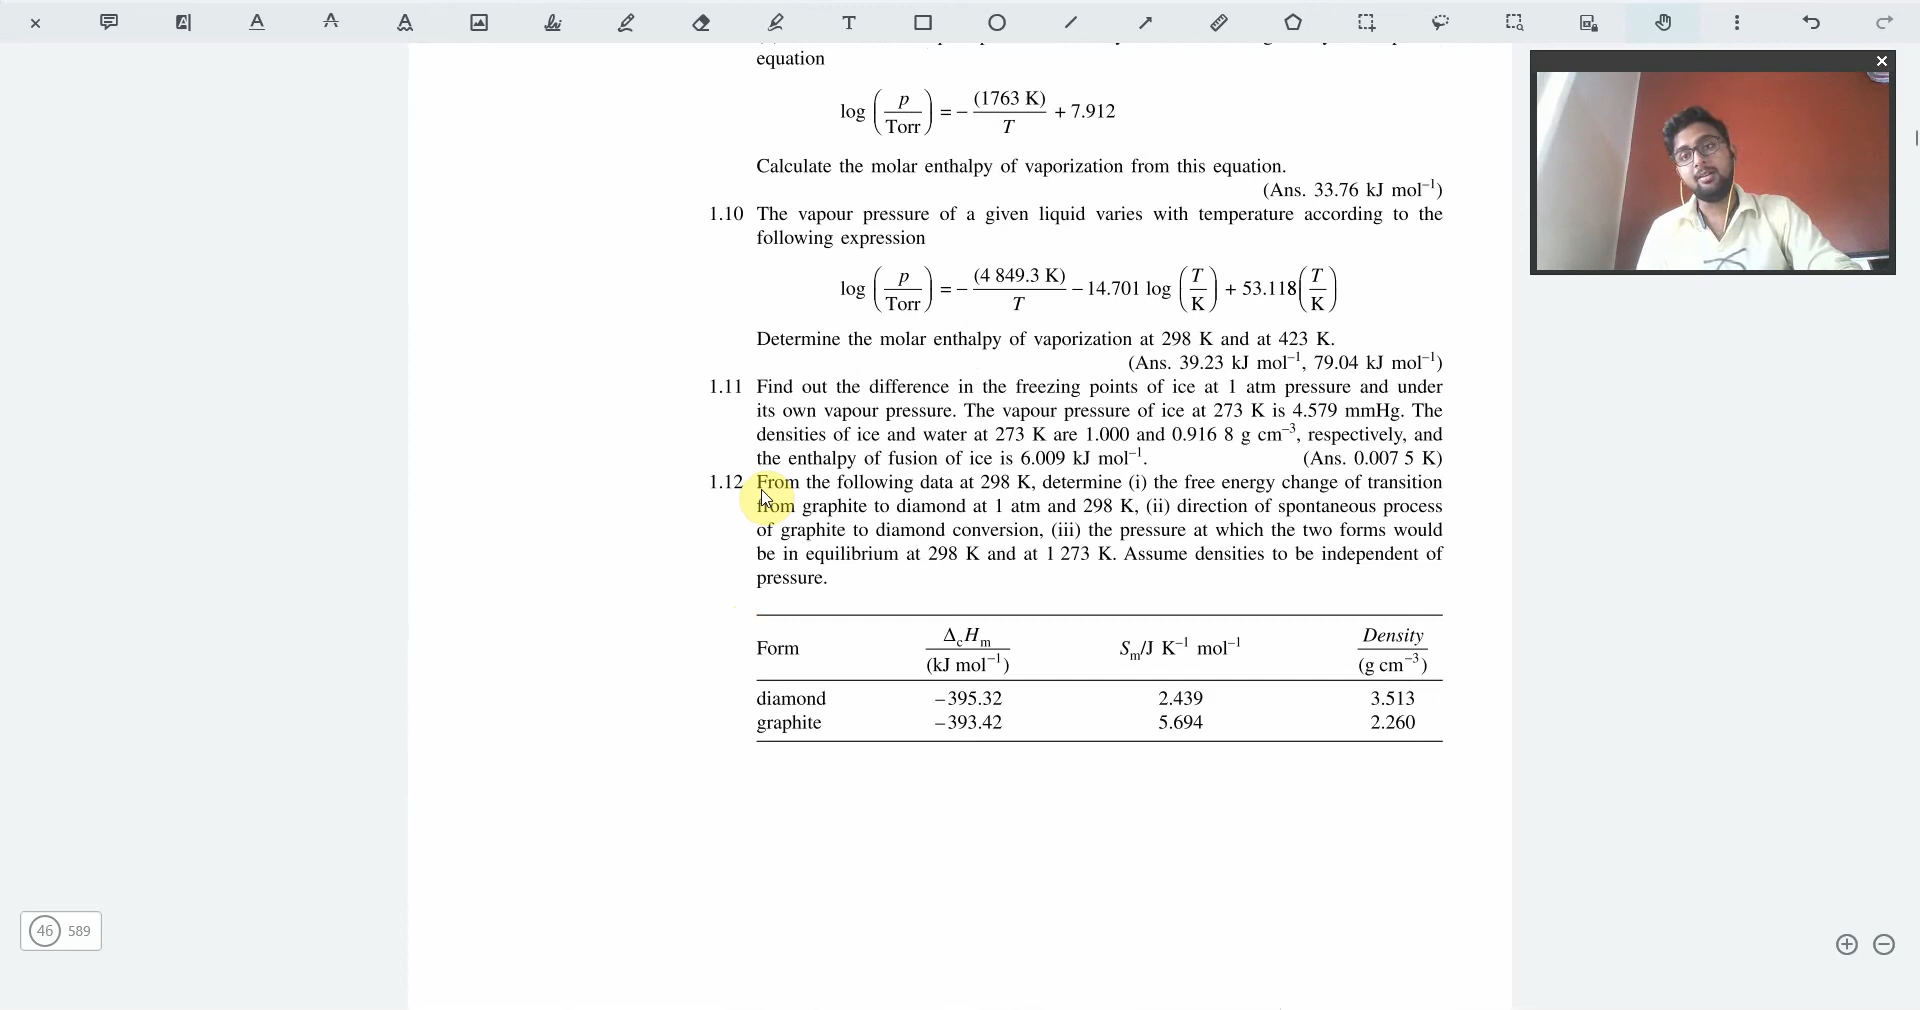 equation
log (p/Torr) = − (1763 K)/T + 7.912
Calculate the molar enthalpy of vaporization from this equation.
(Ans. 33.76 kJ mol⁻¹)
1.10 The vapour pressure of a given liquid varies with temperature according to the
following expression
log (p/Torr) = − (4 849.3 K)/T − 14.701 log (T/K) + 53.118 (T/K)
Determine the molar enthalpy of vaporization at 298 K and at 423 K.
(Ans. 39.23 kJ mol⁻¹, 79.04 kJ mol⁻¹)
1.11 Find out the difference in the freezing points of ice at 1 atm pressure and under
its own vapour pressure. The vapour pressure of ice at 273 K is 4.579 mmHg. The
densities of ice and water at 273 K are 1.000 and 0.916 8 g cm⁻³, respectively, and
the enthalpy of fusion of ice is 6.009 kJ mol⁻¹. (Ans. 0.007 5 K)
1.12 From the following data at 298 K, determine (i) the free energy change of transition
from graphite to diamond at 1 atm and 298 K, (ii) direction of spontaneous process
of graphite to diamond conversion, (iii) the pressure at which the two forms would
be in equilibrium at 298 K and at 1 273 K. Assume densities to be independent of
pressure.
Form ΔcHm/(kJ mol⁻¹) Sm/J K⁻¹ mol⁻¹ Density/(g cm⁻³)
diamond −395.32 2.439 3.513
graphite −393.42 5.694 2.260
46 589